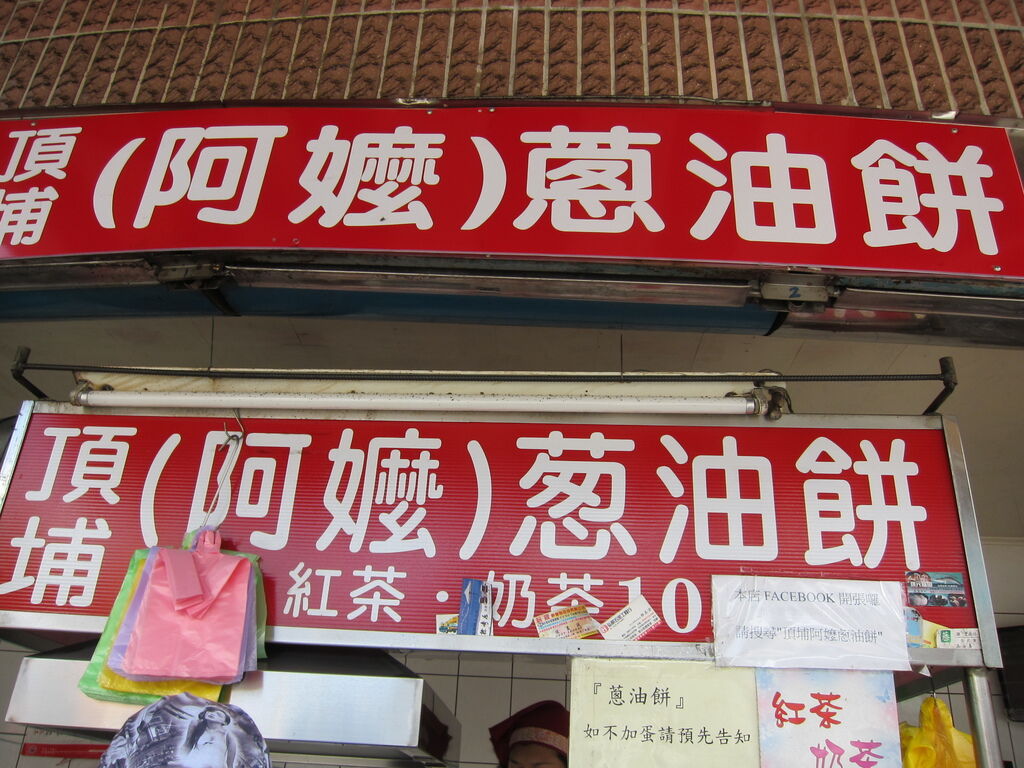 頂埔(阿嬤)蔥油餅
2
頂埔(阿嬤)葱油餅
紅茶·奶茶10
本店 FACEBOOK 開張囉
請搜尋"頂埔阿嬤蔥油餅"
『蔥油餅』
如不加蛋請預先告知
紅茶
奶茶